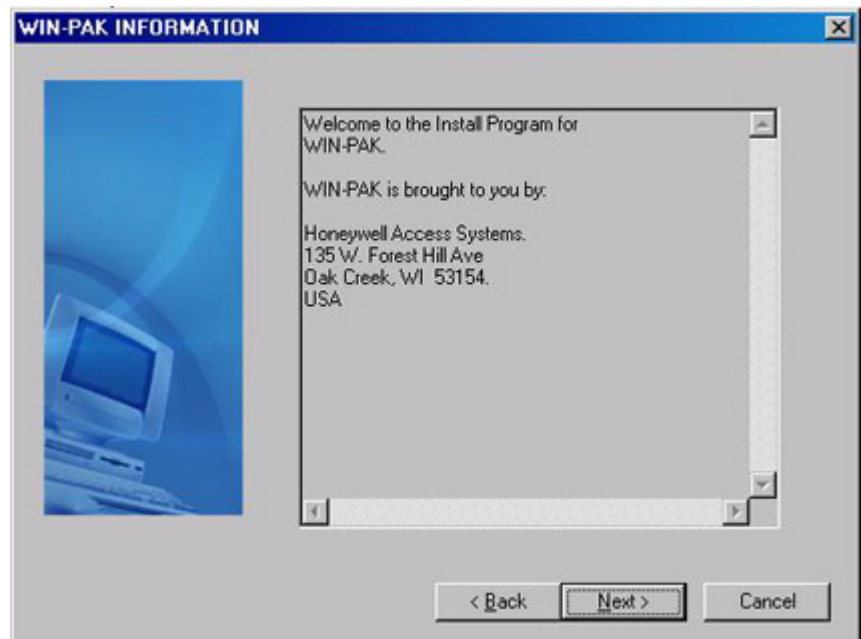 WIN-PAK INFORMATION
Welcome to the Install Program for
WIN-PAK.
WIN-PAK is brought to you by:
Honeywell Access Systems.
135 W. Forest Hill Ave
Oak Creek, WI 53154.
USA
< Back
Next >
Cancel